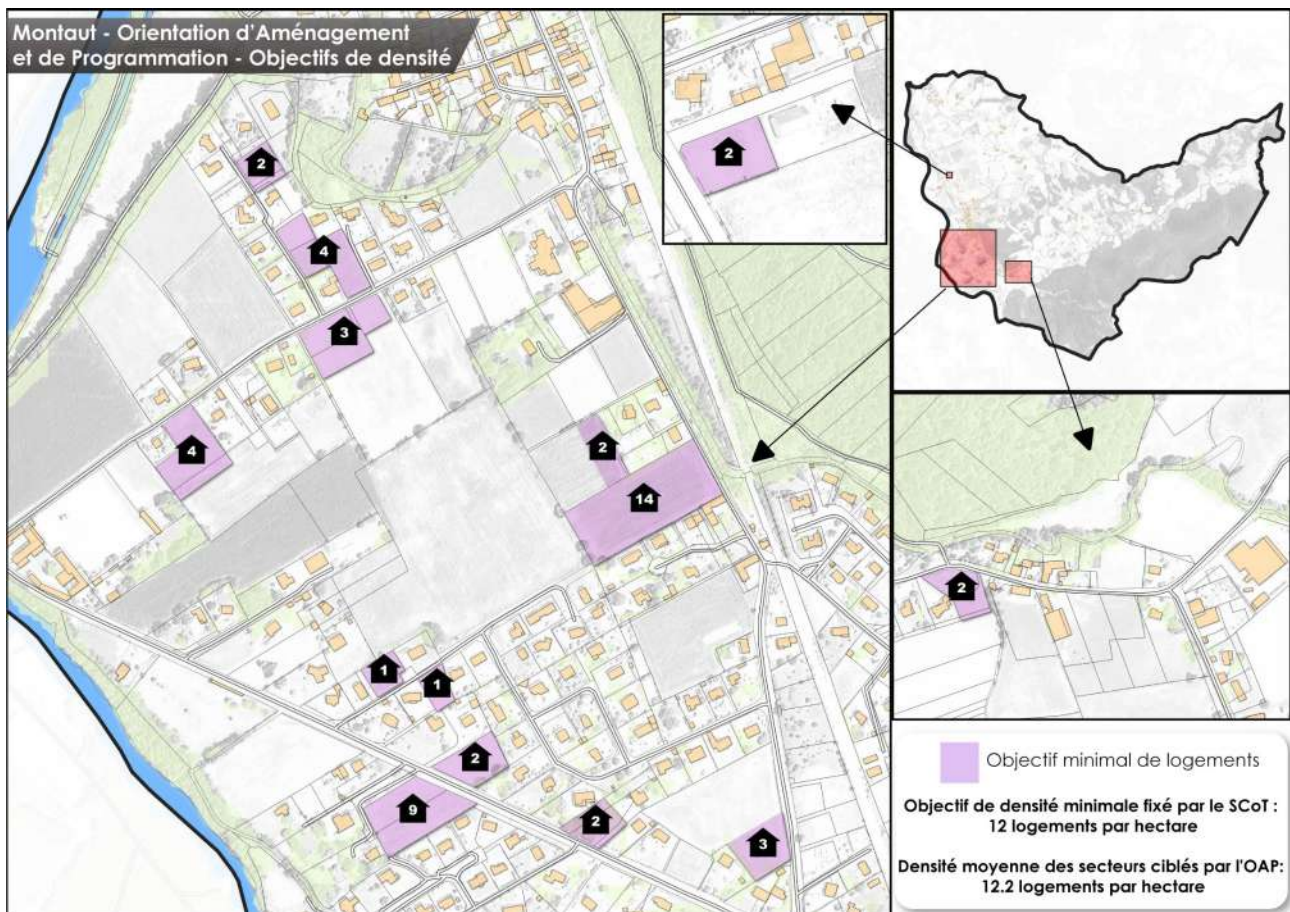 Montaut - Orientation d'Aménagement
et de Programmation - Objectifs de densité
2
2
4
3
4
2
14
2
1
1
2
9
2
3
Objectif minimal de logements
Objectif de densité minimale fixé par le SCoT :
12 logements par hectare
Densité moyenne des secteurs ciblés par l'OAP:
12.2 logements par hectare